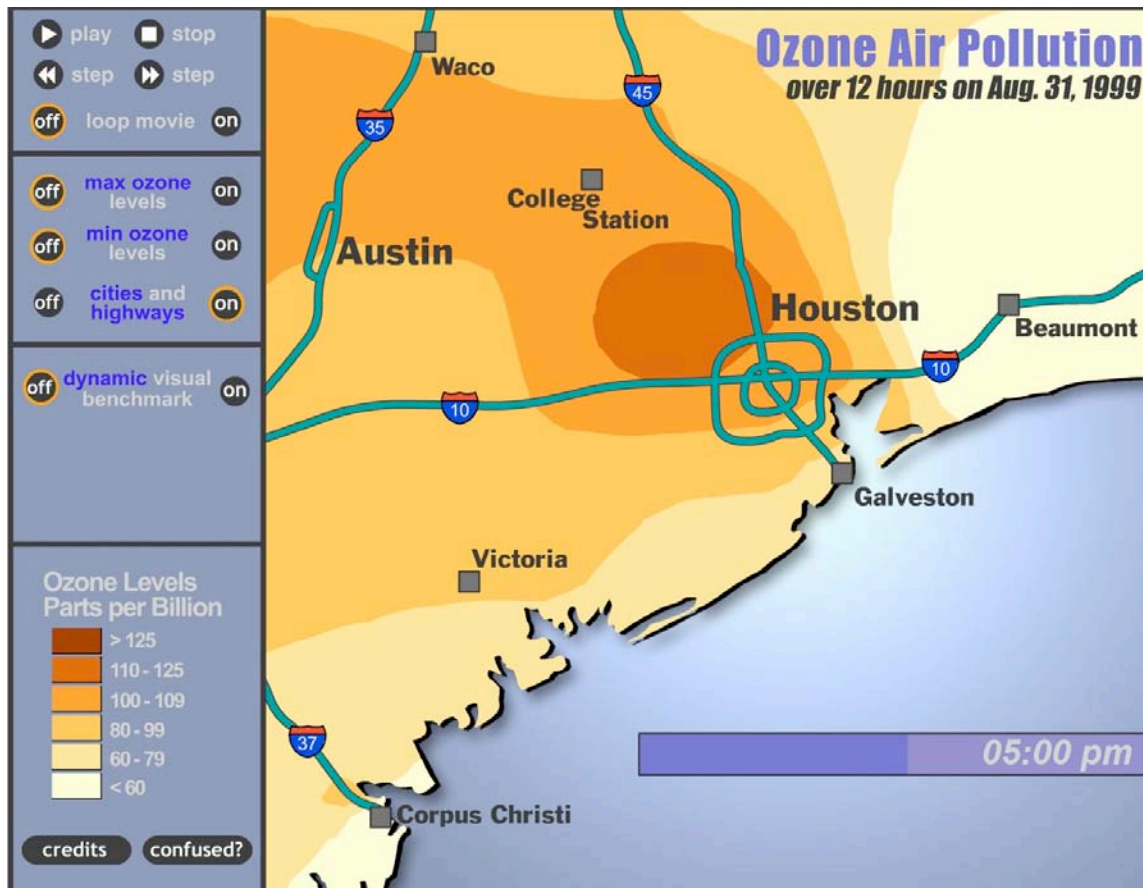 play
stop
step
step
off
loop movie
on
off
max ozone
levels
on
off
min ozone
levels
on
off
cities and
highways
on
off
dynamic visual
benchmark
on
Ozone Levels
Parts per Billion
> 125
110 - 125
100 - 109
80 - 99
60 - 79
< 60
credits
confused?
Ozone Air Pollution
over 12 hours on Aug. 31, 1999
Waco
45
35
College
Station
Austin
Houston
Beaumont
10
10
Galveston
Victoria
37
05:00 pm
Corpus Christi